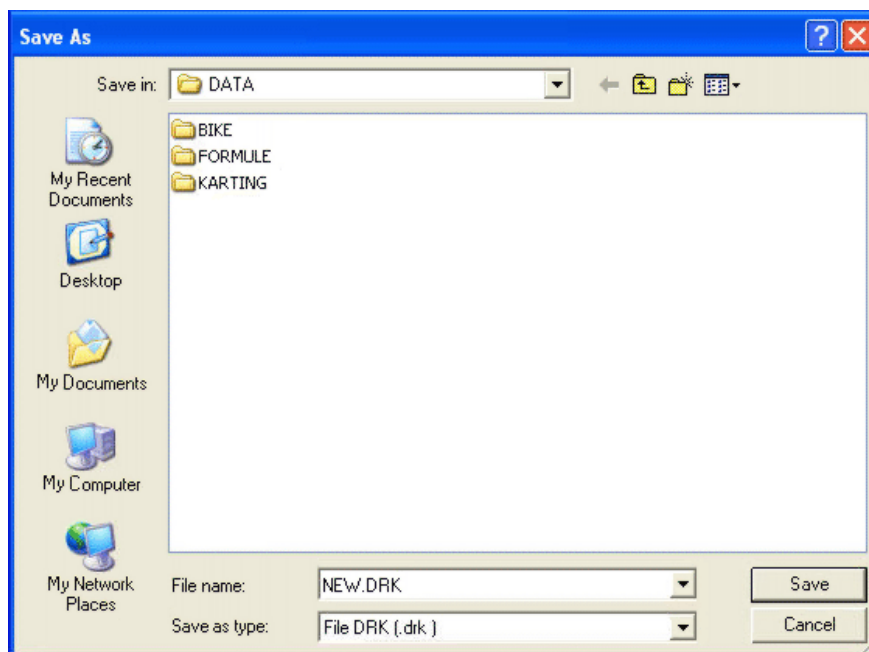 Save As
Save in: DATA
BIKE
FORMULE
KARTING
My Recent
Documents
Desktop
My Documents
My Computer
My Network
Places
File name: NEW.DRK Save
Save as type: File DRK (.drk ) Cancel